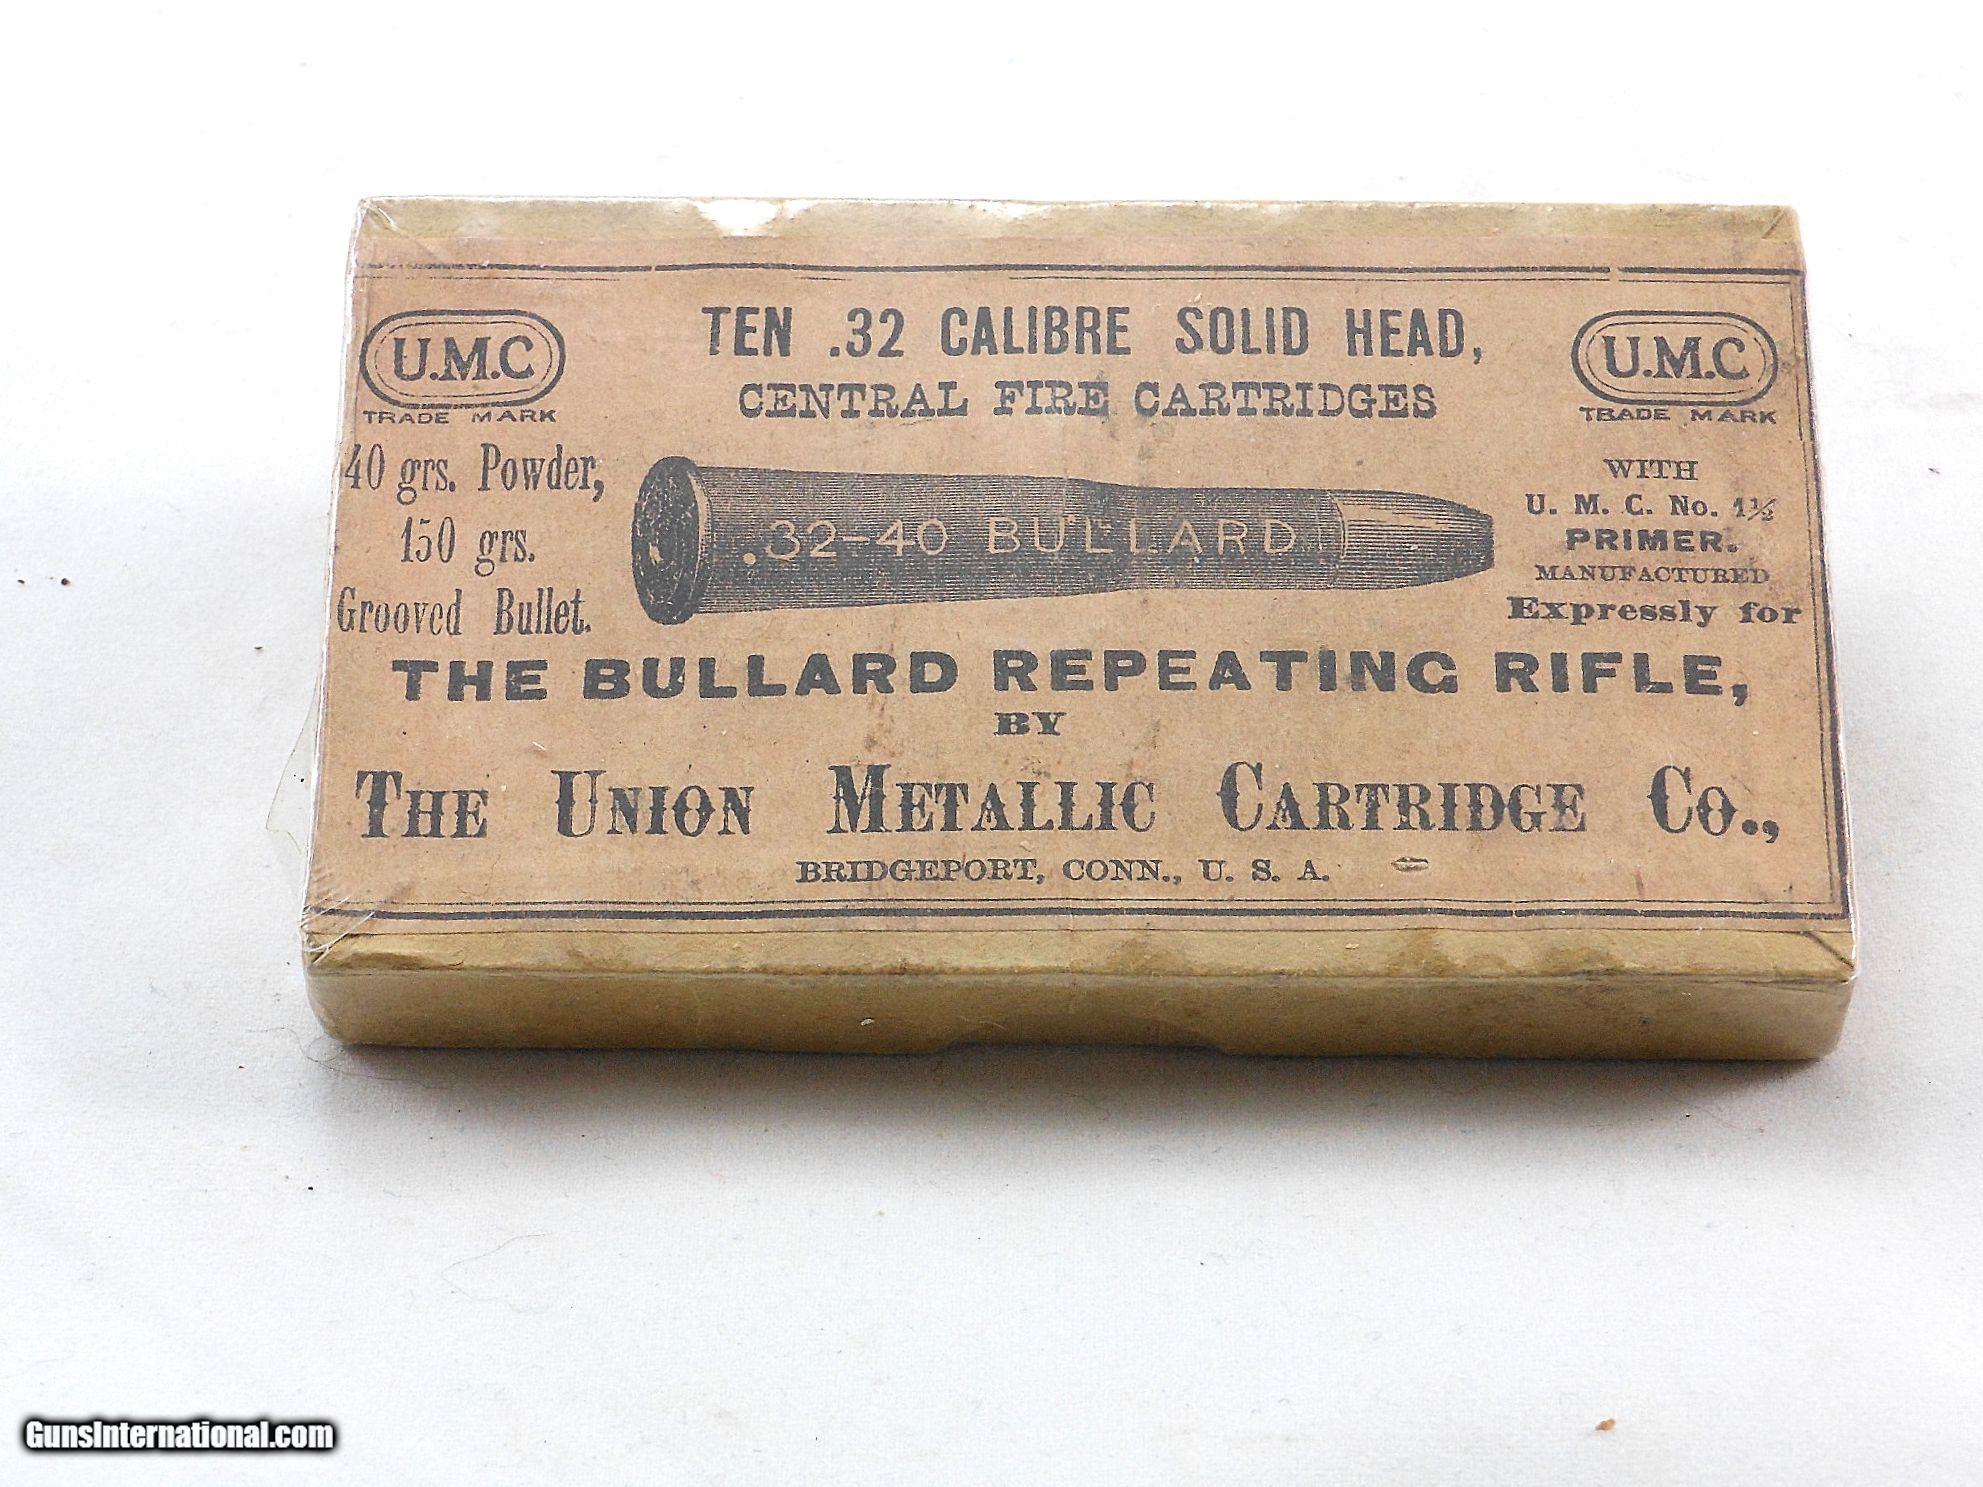 TEN .32 CALIBRE SOLID HEAD,
CENTRAL FIRE CARTRIDGES
U.M.C
TRADE MARK
U.M.C
TRADE MARK
40 grs. Powder,
150 grs.
Grooved Bullet.
.32-40 BULLARD
WITH
U. M. C. No. 1½
PRIMER.
MANUFACTURED
Expressly for
THE BULLARD REPEATING RIFLE,
BY
THE UNION METALLIC CARTRIDGE CO.,
BRIDGEPORT, CONN., U. S. A.
GunsInternational.com